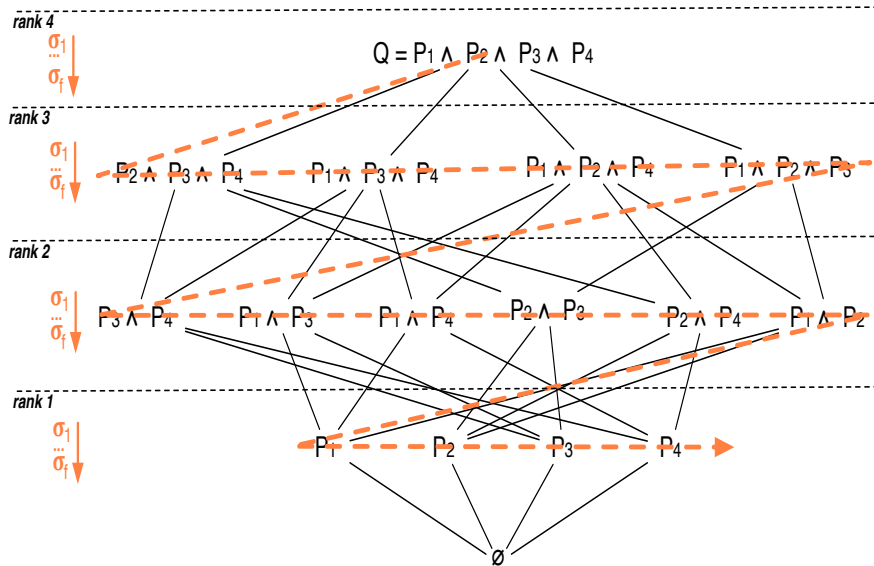 rank 4
σ₁
...
σf
Q = P₁ ∧ P₂ ∧ P₃ ∧ P₄
rank 3
σ₁
...
σf
P₂ ∧ P₃ ∧ P₄ P₁ ∧ P₃ ∧ P₄ P₁ ∧ P₂ ∧ P₄ P₁ ∧ P₂ ∧ P₃
rank 2
σ₁
...
σf
P₃ ∧ P₄ P₁ ∧ P₃ P₁ ∧ P₄ P₂ ∧ P₃ P₂ ∧ P₄ P₁ ∧ P₂
rank 1
σ₁
...
σf
P₁ P₂ P₃ P₄
ø